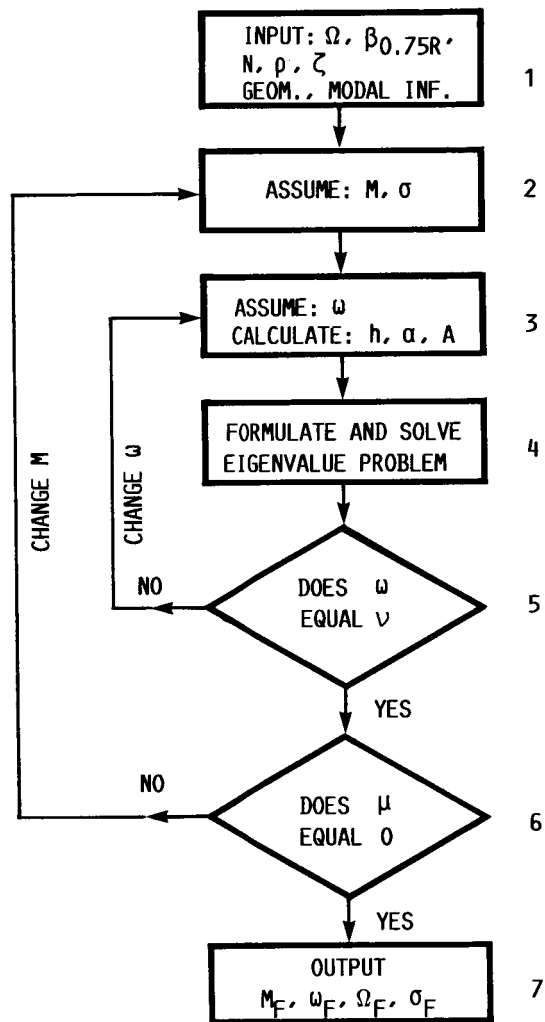 INPUT: Ω, β0.75R,
N, ρ, ζ
GEOM., MODAL INF.
1
ASSUME: M, σ
2
ASSUME: ω
CALCULATE: h, α, A
3
FORMULATE AND SOLVE
EIGENVALUE PROBLEM
4
CHANGE M
CHANGE ω
NO
DOES ω
EQUAL ν
5
YES
NO
DOES μ
EQUAL 0
6
YES
OUTPUT
MF, ωF, ΩF, σF
7